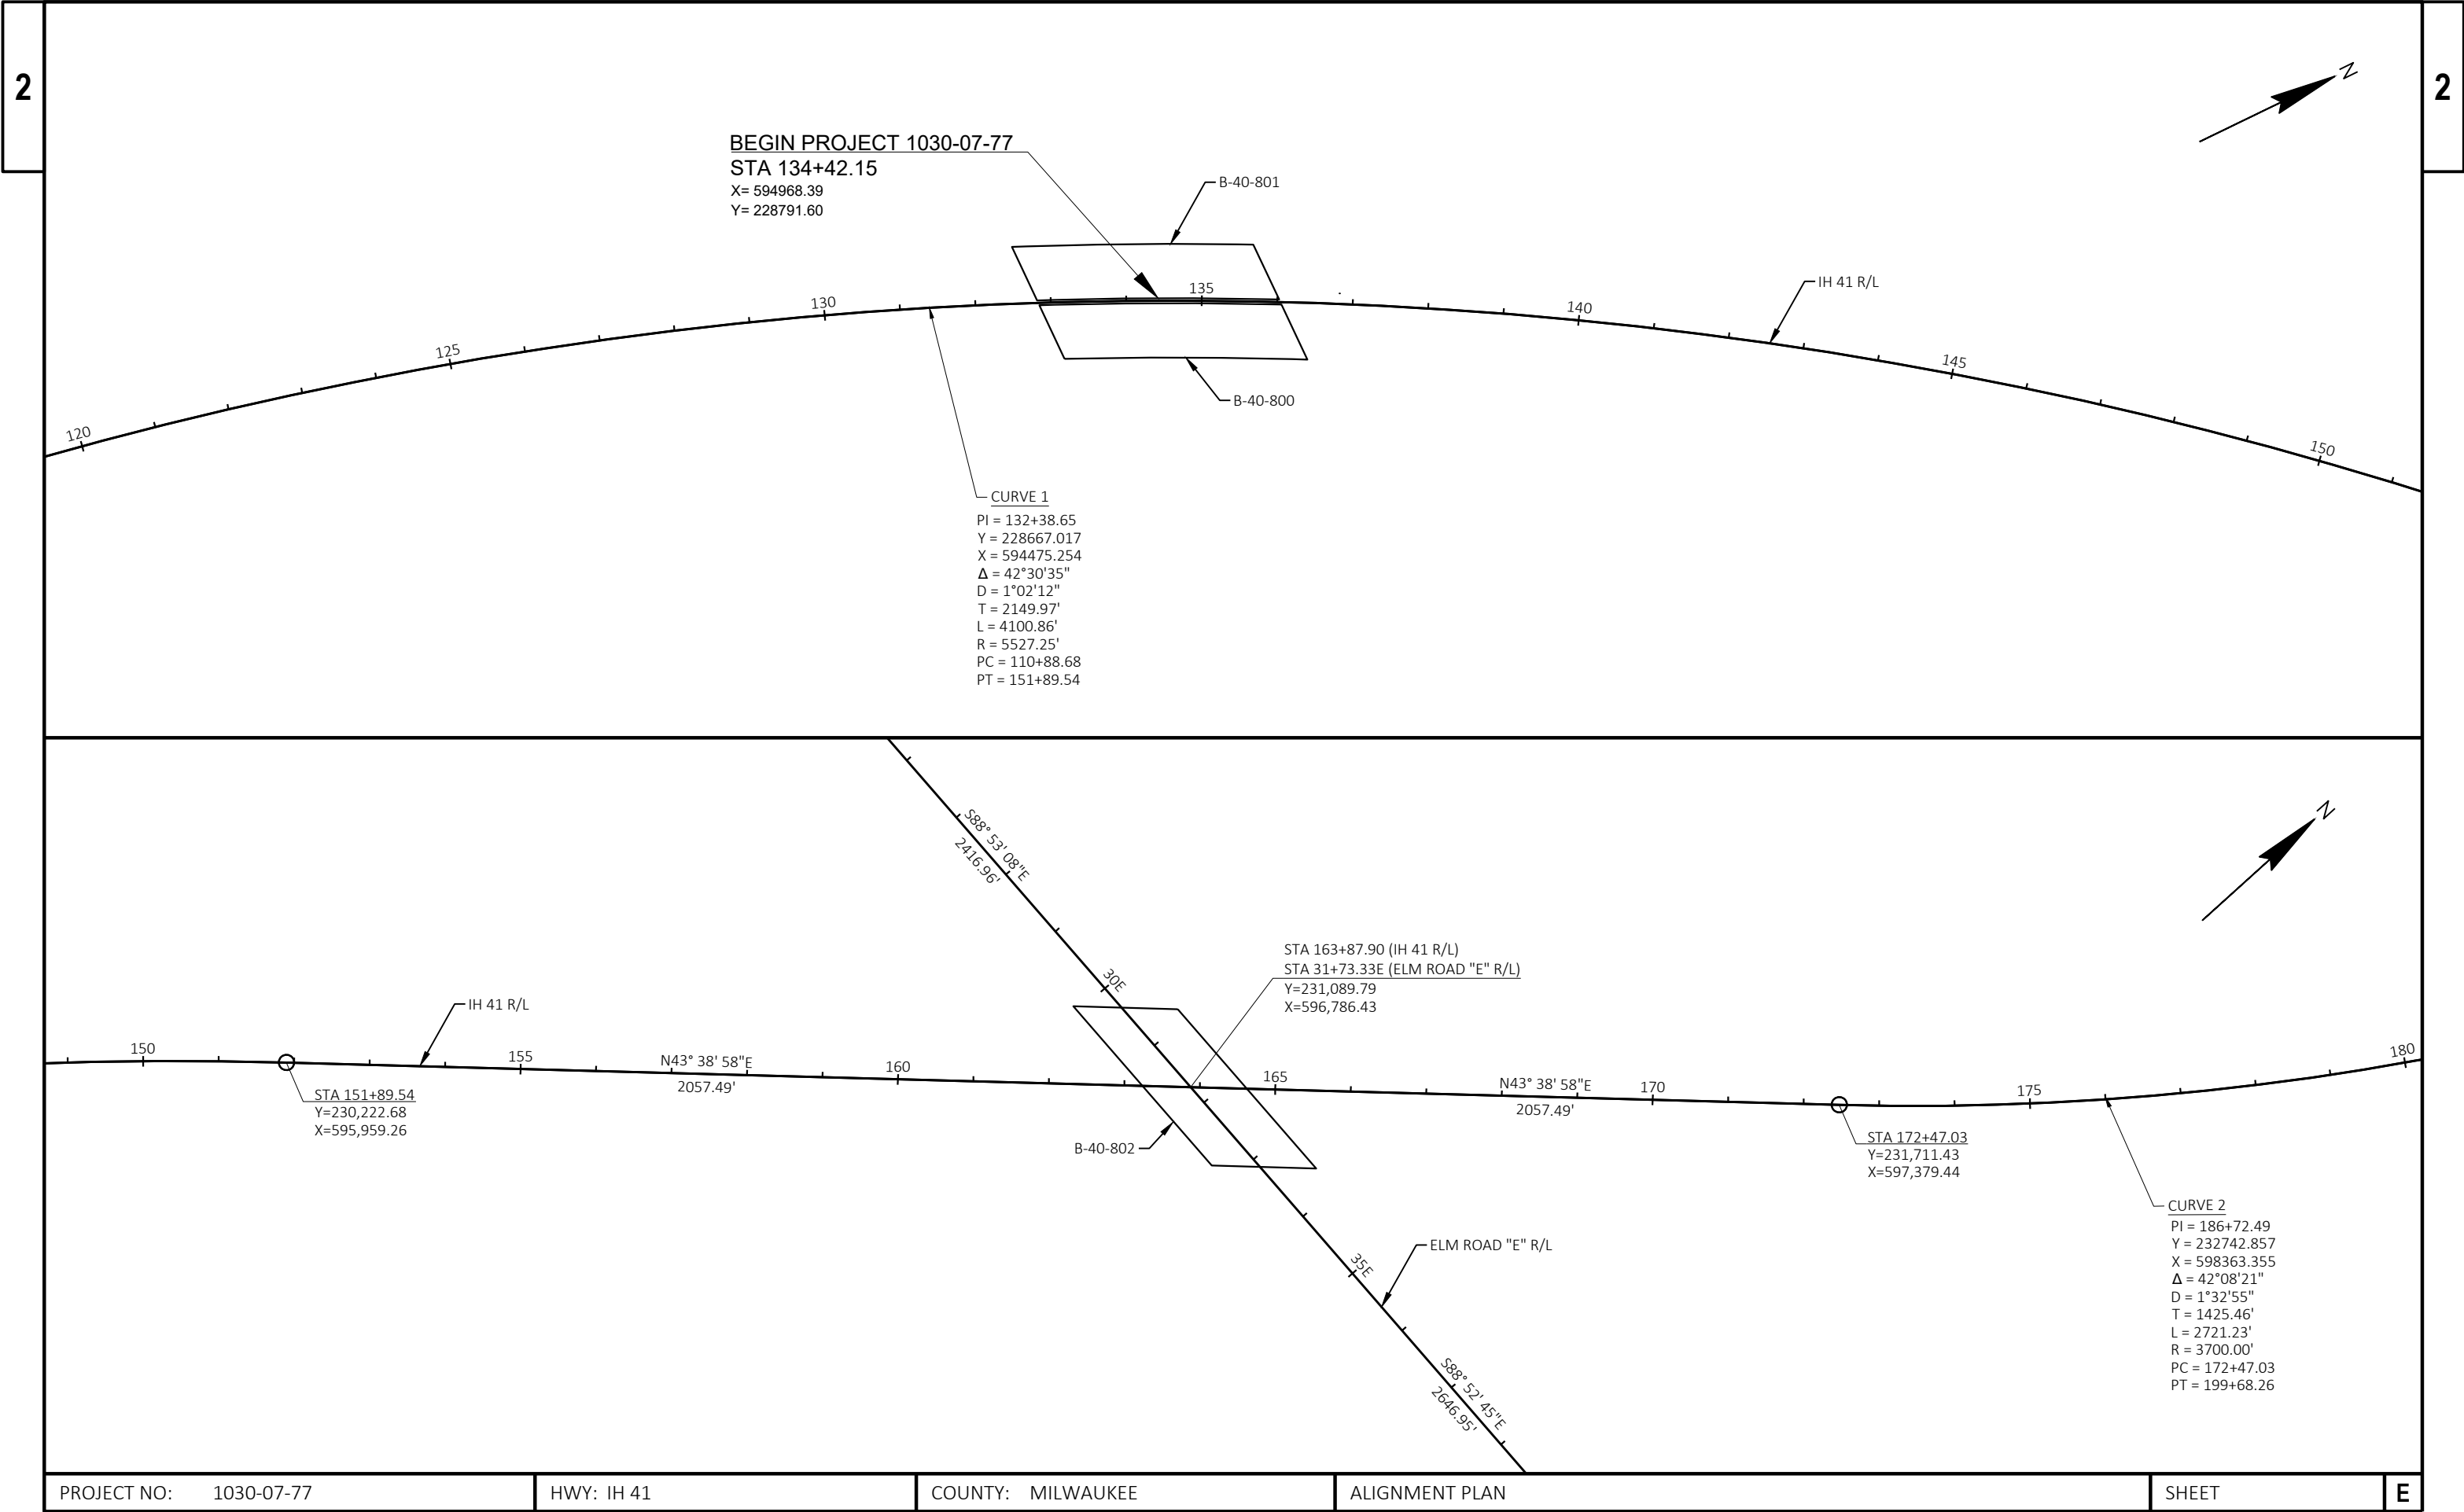 2
2
N
BEGIN PROJECT 1030-07-77
STA 134+42.15
X= 594968.39
Y= 228791.60
B-40-801
B-40-800
IH 41 R/L
120
125
130
135
140
145
150
CURVE 1
PI = 132+38.65
Y = 228667.017
X = 594475.254
Δ = 42°30'35"
D = 1°02'12"
T = 2149.97'
L = 4100.86'
R = 5527.25'
PC = 110+88.68
PT = 151+89.54
N
S88° 53' 08"E
2416.96'
30E
STA 163+87.90 (IH 41 R/L)
STA 31+73.33E (ELM ROAD "E" R/L)
Y=231,089.79
X=596,786.43
IH 41 R/L
150
155
N43° 38' 58"E
2057.49'
160
165
N43° 38' 58"E
2057.49'
170
175
180
STA 151+89.54
Y=230,222.68
X=595,959.26
B-40-802
STA 172+47.03
Y=231,711.43
X=597,379.44
ELM ROAD "E" R/L
35E
S88° 52' 45"E
2646.95'
CURVE 2
PI = 186+72.49
Y = 232742.857
X = 598363.355
Δ = 42°08'21"
D = 1°32'55"
T = 1425.46'
L = 2721.23'
R = 3700.00'
PC = 172+47.03
PT = 199+68.26
PROJECT NO: 1030-07-77
HWY: IH 41
COUNTY: MILWAUKEE
ALIGNMENT PLAN
SHEET
E